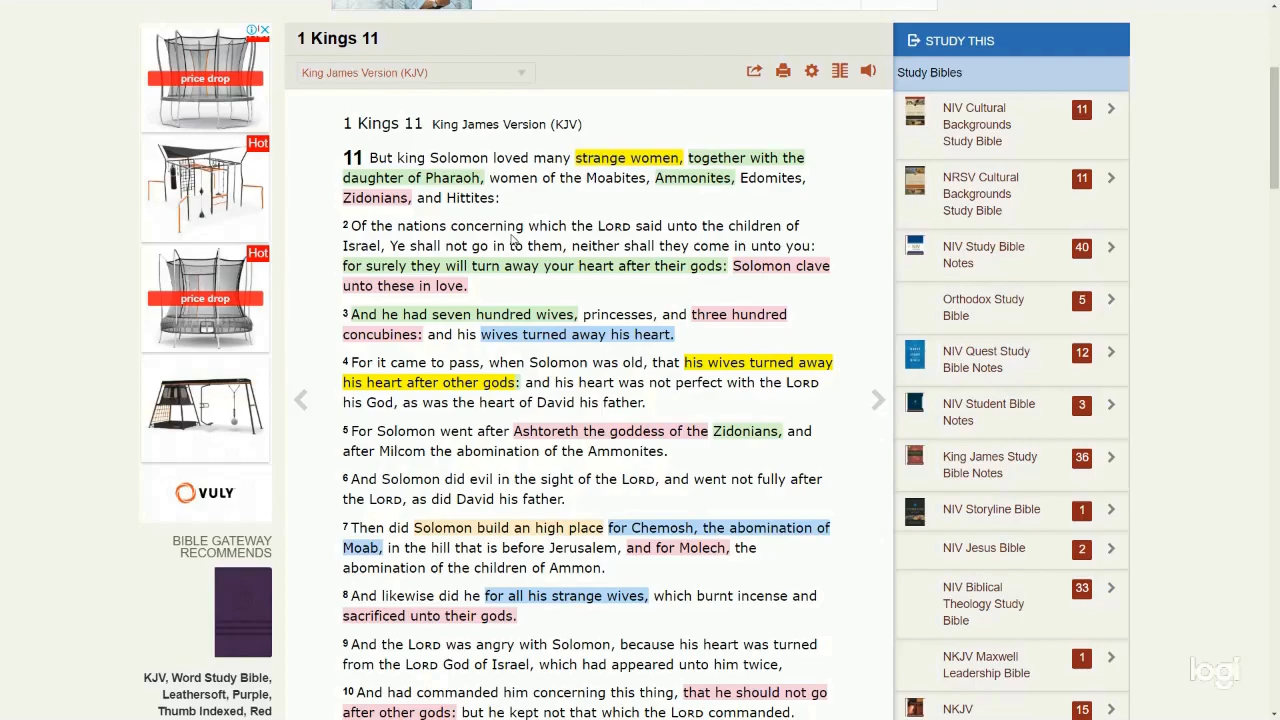 1 Kings 11
King James Version (KJV)
1 Kings 11 King James Version (KJV)
11 But king Solomon loved many strange women, together with the
daughter of Pharaoh, women of the Moabites, Ammonites, Edomites,
Zidonians, and Hittites:
2 Of the nations concerning which the LORD said unto the children of
Israel, Ye shall not go in to them, neither shall they come in unto you:
for surely they will turn away your heart after their gods: Solomon clave
unto these in love.
3 And he had seven hundred wives, princesses, and three hundred
concubines: and his wives turned away his heart.
4 For it came to pass, when Solomon was old, that his wives turned away
his heart after other gods: and his heart was not perfect with the LORD
his God, as was the heart of David his father.
5 For Solomon went after Ashtoreth the goddess of the Zidonians, and
after Milcom the abomination of the Ammonites.
6 And Solomon did evil in the sight of the LORD, and went not fully after
the LORD, as did David his father.
7 Then did Solomon build an high place for Chemosh, the abomination of
Moab, in the hill that is before Jerusalem, and for Molech, the
abomination of the children of Ammon.
8 And likewise did he for all his strange wives, which burnt incense and
sacrificed unto their gods.
9 And the LORD was angry with Solomon, because his heart was turned
from the LORD God of Israel, which had appeared unto him twice,
10 And had commanded him concerning this thing, that he should not go
after other gods: but he kept not that which the LORD commanded.
price drop
Hot
Hot
price drop
VULY
BIBLE GATEWAY
RECOMMENDS
KJV, Word Study Bible,
Leathersoft, Purple,
Thumb Indexed, Red
STUDY THIS
Study Bibles
NIV Cultural
Backgrounds
Study Bible
11
NRSV Cultural
Backgrounds
Study Bible
11
NIV Study Bible
Notes
40
Orthodox Study
Bible
5
NIV Quest Study
Bible Notes
12
NIV Student Bible
Notes
3
King James Study
Bible Notes
36
NIV Storyline Bible
1
NIV Jesus Bible
2
NIV Biblical
Theology Study
Bible
33
NKJV Maxwell
Leadership Bible
1
NKJV
15
logi